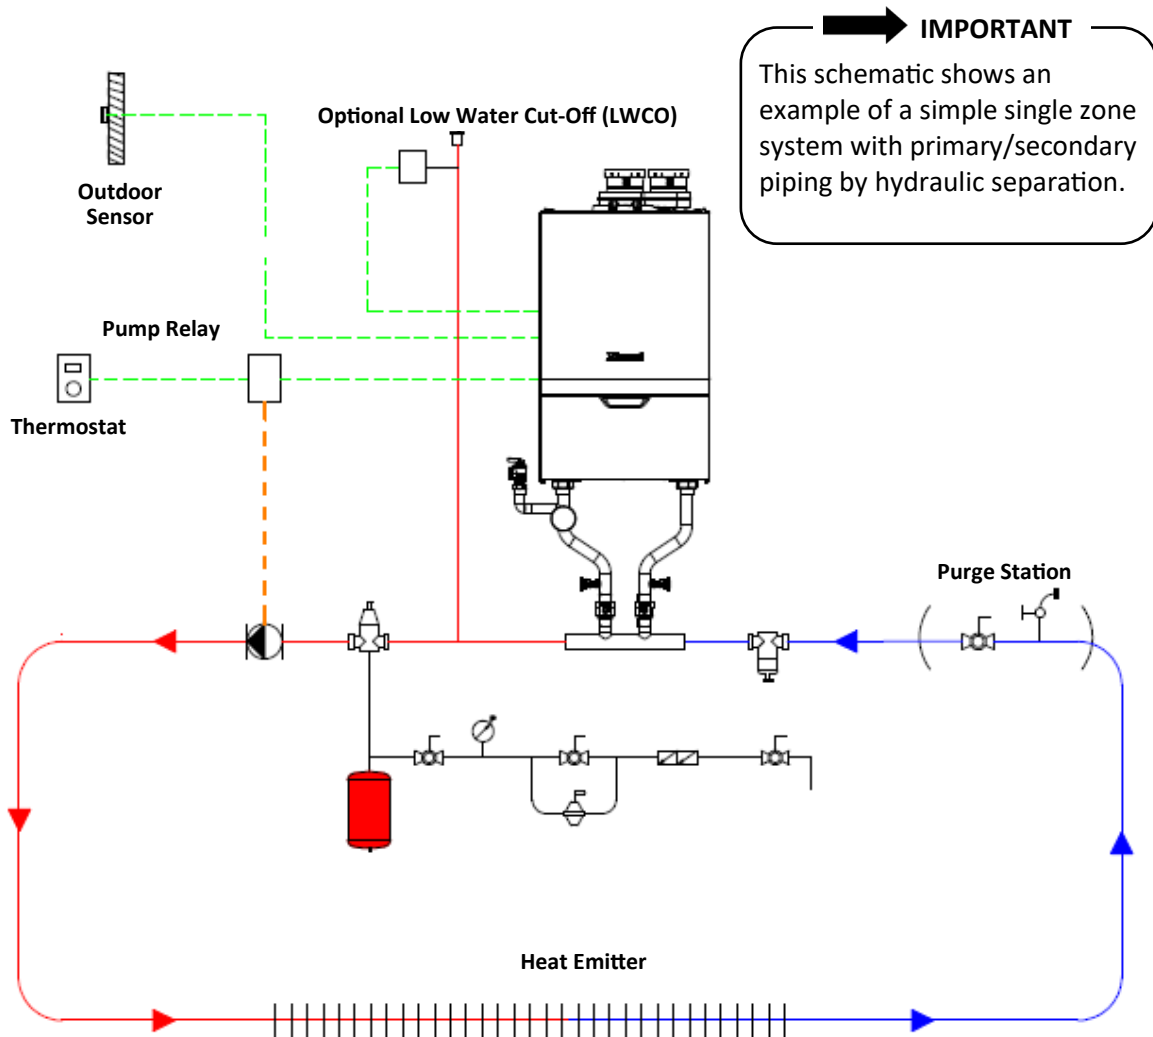 IMPORTANT
This schematic shows an
example of a simple single zone
system with primary/secondary
piping by hydraulic separation.
Optional Low Water Cut-Off (LWCO)
Outdoor
Sensor
Pump Relay
Thermostat
Purge Station
Heat Emitter